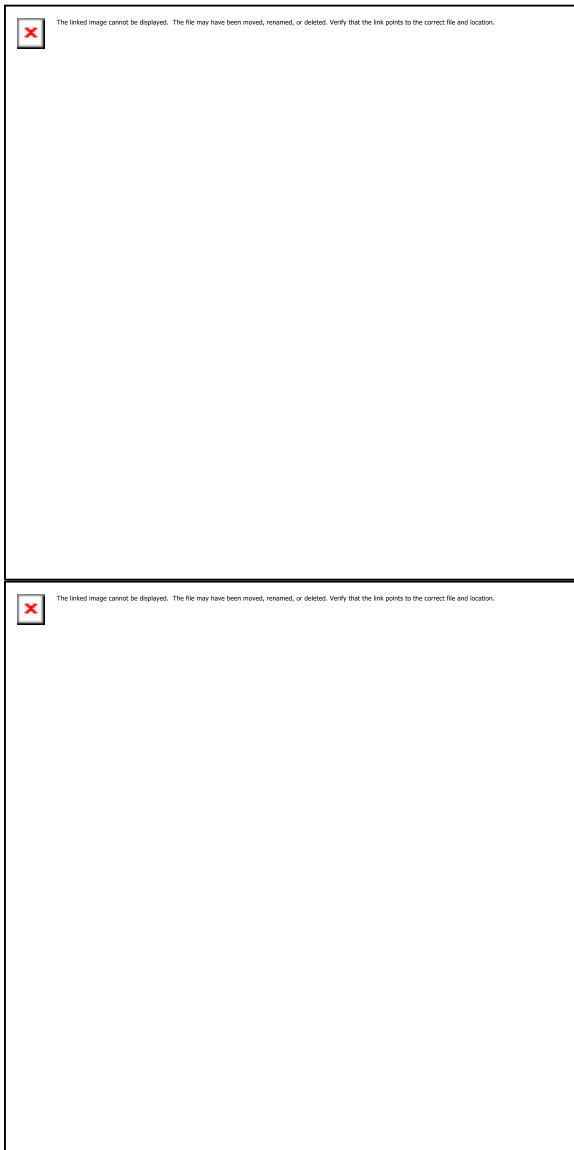 The linked image cannot be displayed. The file may have been moved, renamed, or deleted. Verify that the link points to the correct file and location.
The linked image cannot be displayed. The file may have been moved, renamed, or deleted. Verify that the link points to the correct file and location.